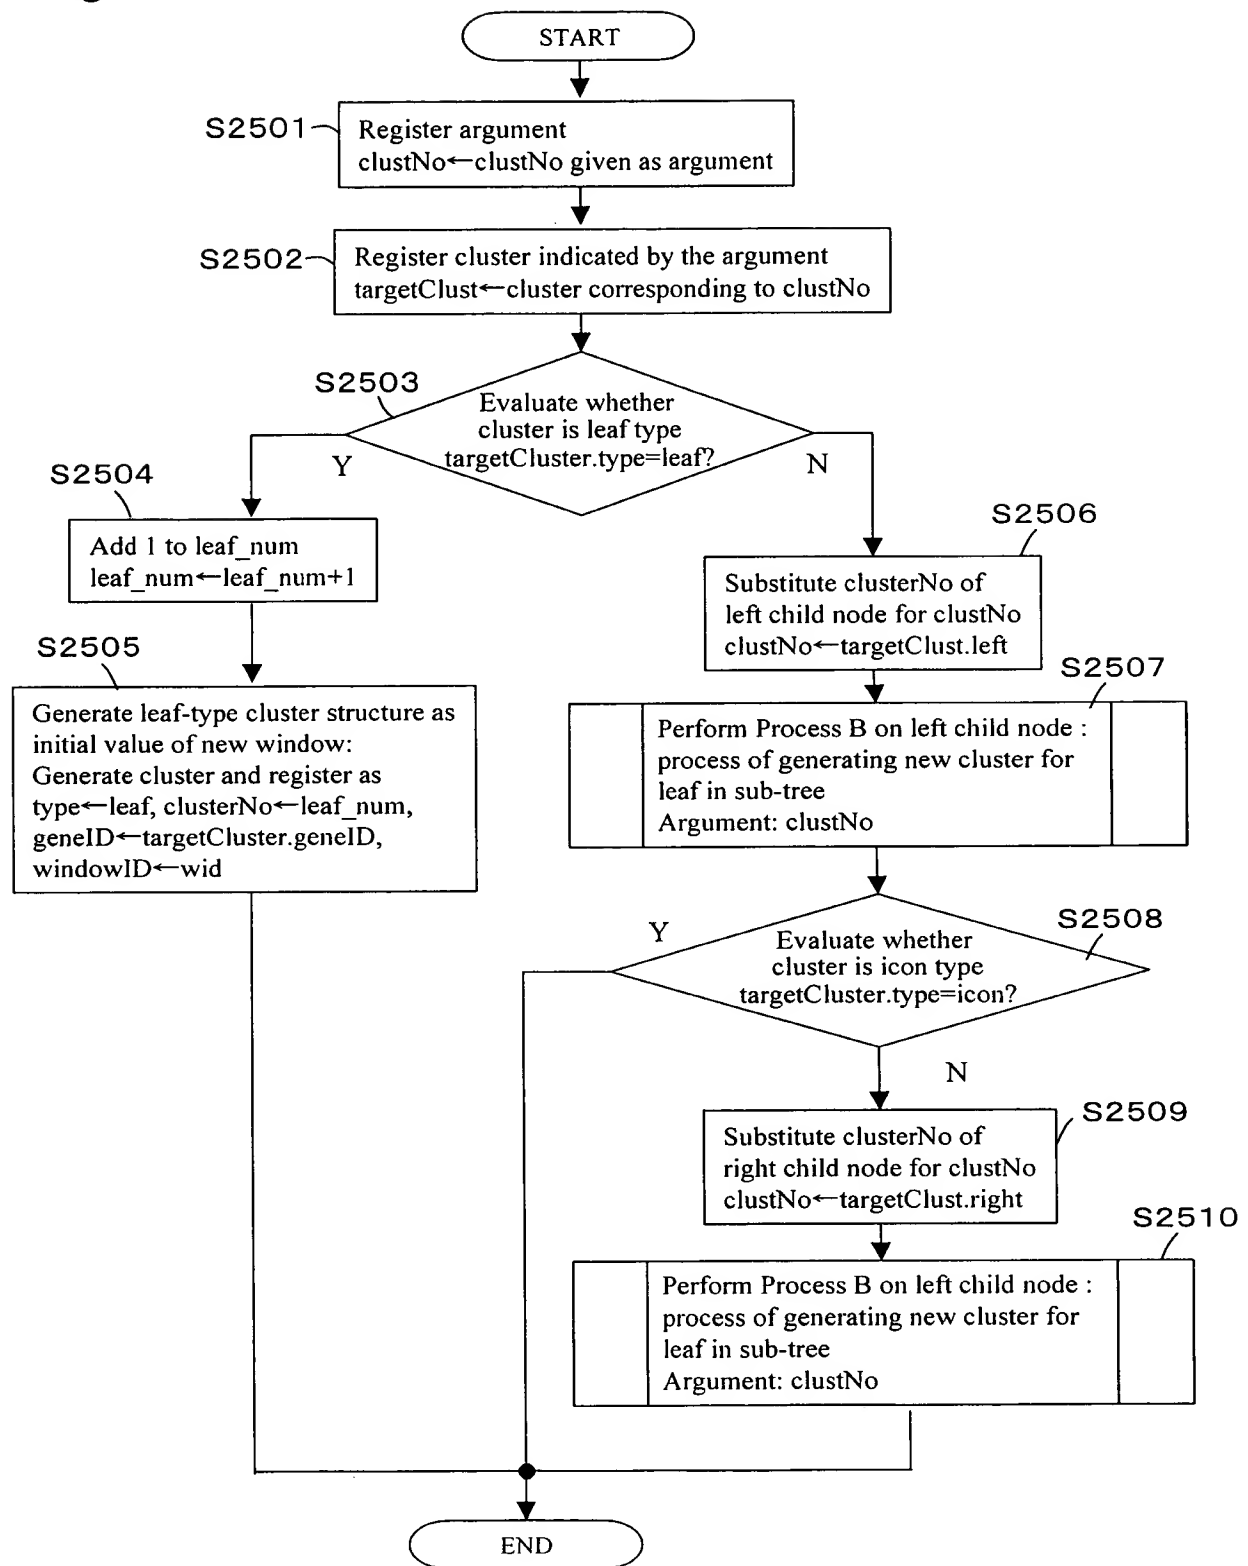 START
S2501
Register argument
clustNo←clustNo given as argument
S2502
Register cluster indicated by the argument
targetClust←cluster corresponding to clustNo
S2503
Evaluate whether
cluster is leaf type
targetCluster.type=leaf?
Y
N
S2504
Add 1 to leaf_num
leaf_num←leaf_num+1
S2505
Generate leaf-type cluster structure as
initial value of new window:
Generate cluster and register as
type←leaf, clusterNo←leaf_num,
geneID←targetCluster.geneID,
windowID←wid
S2506
Substitute clusterNo of
left child node for clustNo
clustNo←targetClust.left
S2507
Perform Process B on left child node :
process of generating new cluster for
leaf in sub-tree
Argument: clustNo
S2508
Evaluate whether
cluster is icon type
targetCluster.type=icon?
Y
N
S2509
Substitute clusterNo of
right child node for clustNo
clustNo←targetClust.right
S2510
Perform Process B on left child node :
process of generating new cluster for
leaf in sub-tree
Argument: clustNo
END